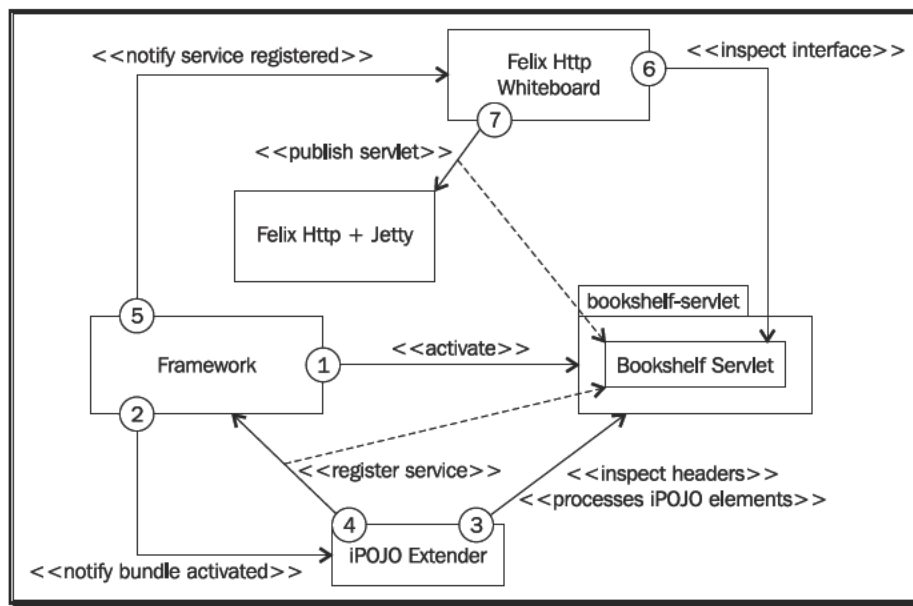 <<notify service registered>>
Felix Http
Whiteboard
6
<<inspect interface>>
7
<<publish servlet>>
Felix Http + Jetty
bookshelf-servlet
5
Framework
1
<<activate>>
Bookshelf Servlet
2
<<register service>>
<<inspect headers>>
<<processes iPOJO elements>>
4
3
iPOJO Extender
<<notify bundle activated>>